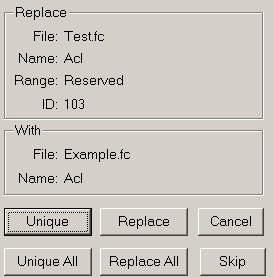 Replace
File: Test.fc
Name: Acl
Range: Reserved
ID: 103
With
File: Example.fc
Name: Acl
Unique Replace Cancel
Unique All Replace All Skip